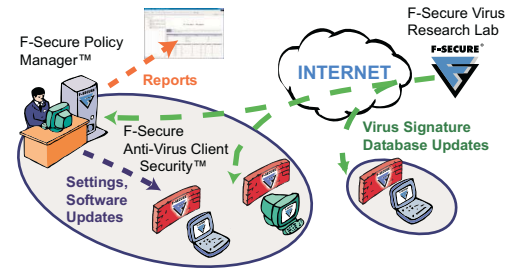 F-Secure Policy
Manager™
Reports
INTERNET
F-Secure Virus
Research Lab
F-SECURE®
F-Secure
Anti-Virus Client
Security™
Settings,
Software
Updates
Virus Signature
Database Updates